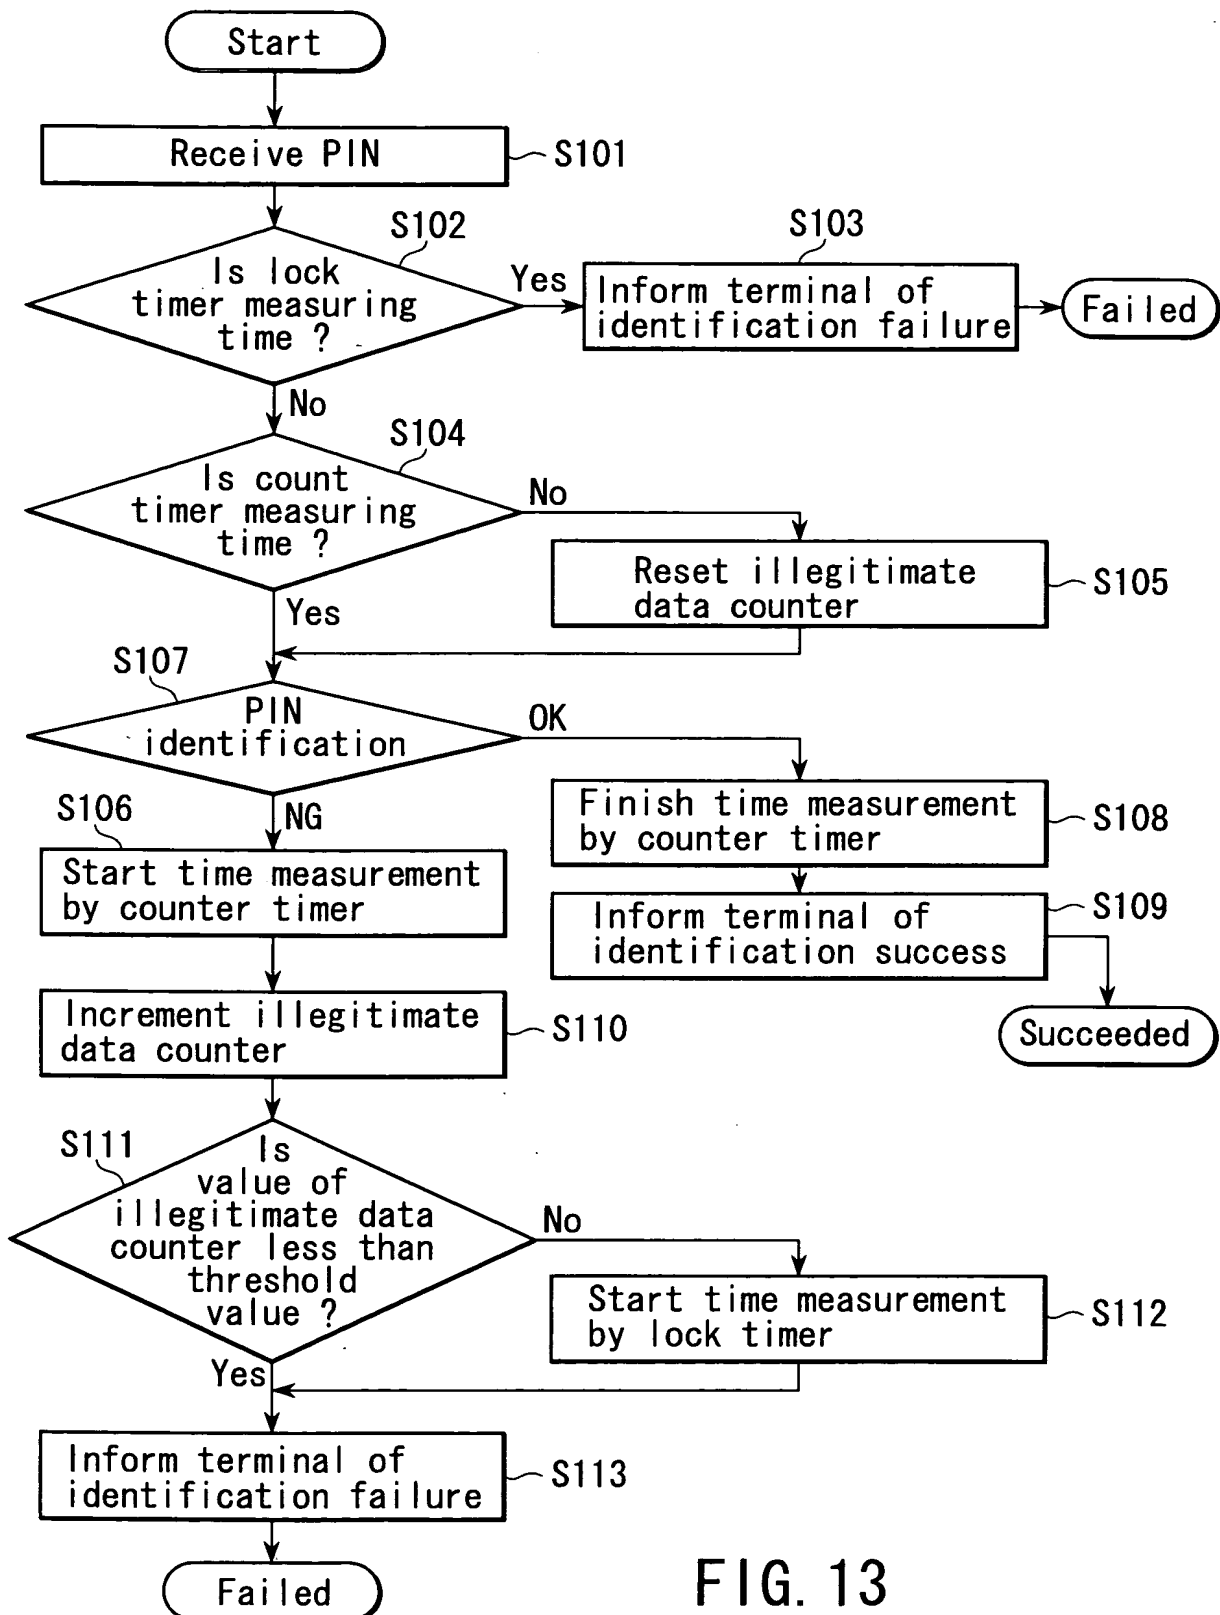 Start
Receive PIN
S101
S102
Is lock
timer measuring
time ?
Yes
S103
Inform terminal of
identification failure
Failed
No
S104
Is count
timer measuring
time ?
No
Reset illegitimate
data counter
S105
Yes
S107
PIN
identification
OK
Finish time measurement
by counter timer
S108
S106
NG
Start time measurement
by counter timer
Inform terminal of
identification success
S109
Succeeded
Increment illegitimate
data counter
S110
S111
Is
value of
illegitimate data
counter less than
threshold
value ?
No
Start time measurement
by lock timer
S112
Yes
Inform terminal of
identification failure
S113
Failed
FIG. 13